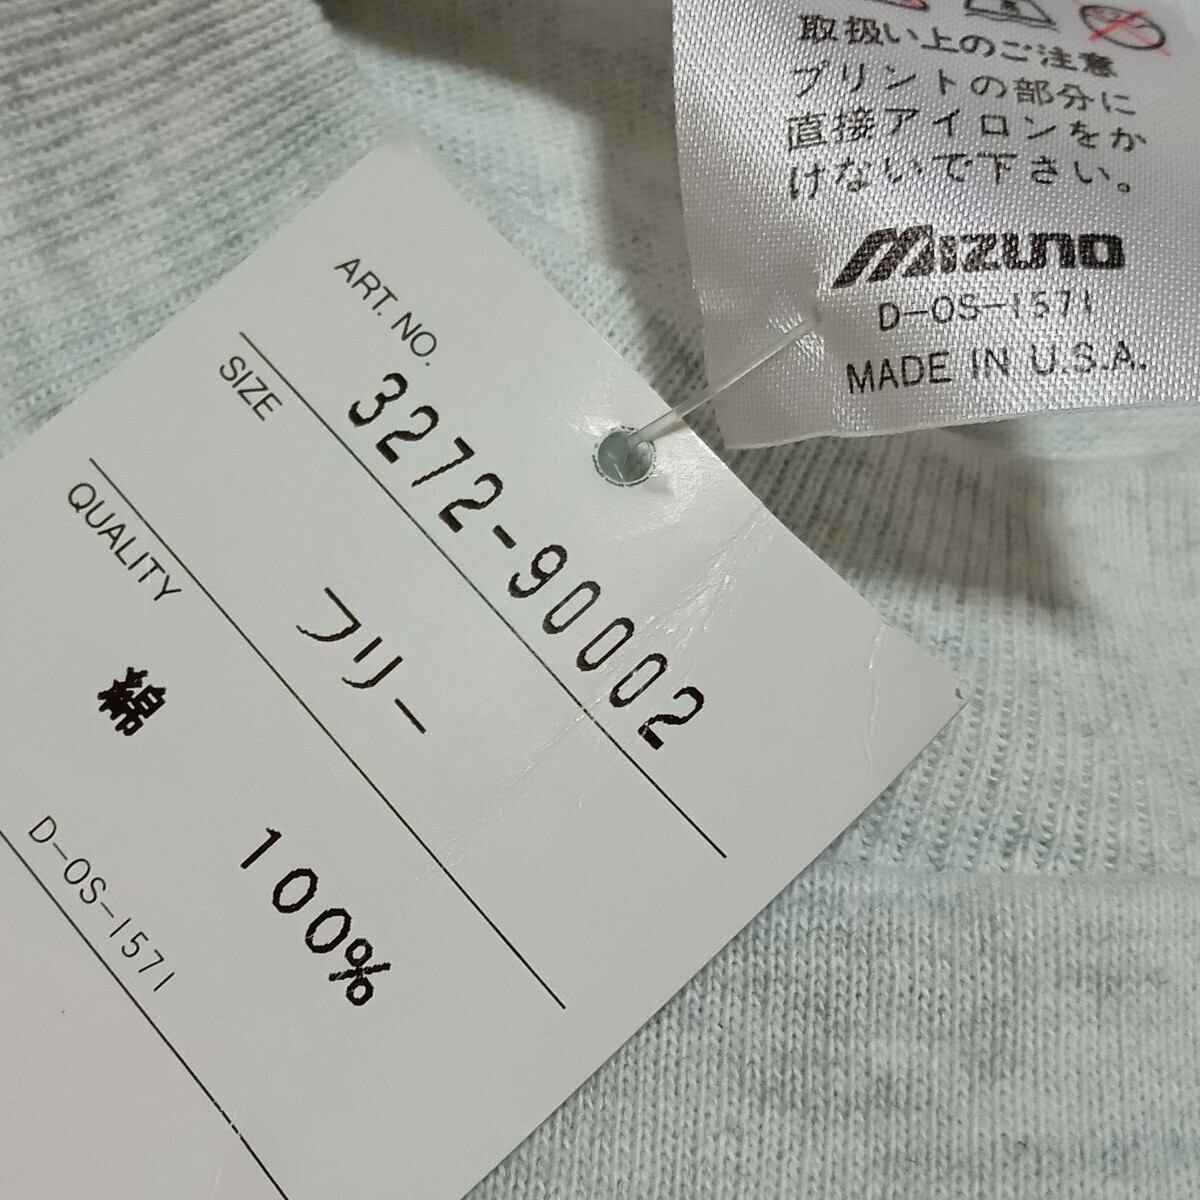 取扱い上のご注意
プリントの部分に
直接アイロンをか
けないで下さい。
Mizuno
D-OS-1571
MADE IN U.S.A.
ART. NO.
3272-90002
SIZE
フリー
QUALITY
綿 100%
D-OS-1571